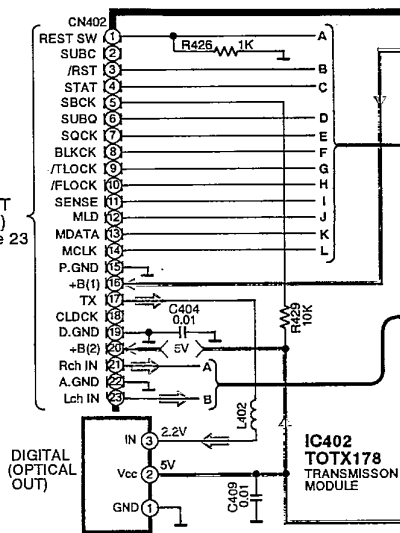 CN402
REST SW 1 R426 1K A
SUBC 2
/RST 3 B
STAT 4 C
SBCK 5
SUBQ 6 D
SQCK 7 E
BLKCK 8 F
/TLOCK 9 G
/FLOCK 10 H
SENSE 11 I
MLD 12 J
MDATA 13 K
MCLK 14 L
T
)
e 23
P.GND 15
+B(1) 16
TX 17
CLDCK 18
C404
0.01
R429
10K
D.GND 19
+B(2) 20 5V
Rch IN 21 A
A.GND 22
Lch IN 23 B
L402
DIGITAL
(OPTICAL
OUT)
IN 3 2.2V
Vcc 2 5V
GND 1
C409
0.01
IC402
TOTX178
TRANSMISSON
MODULE